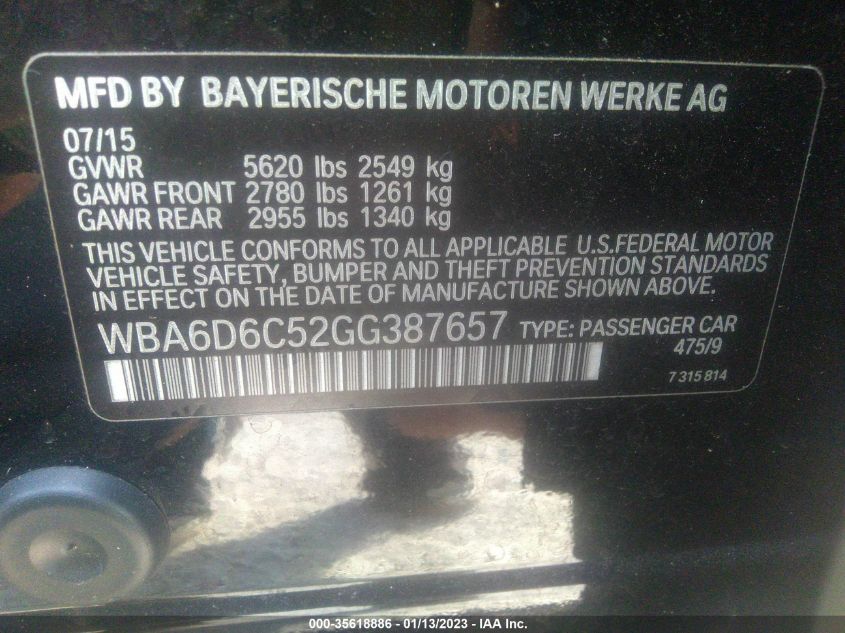 MFD BY BAYERISCHE MOTOREN WERKE AG
07/15
GVWR 5620 lbs 2549 kg
GAWR FRONT 2780 lbs 1261 kg
GAWR REAR 2955 lbs 1340 kg
THIS VEHICLE CONFORMS TO ALL APPLICABLE U.S.FEDERAL MOTOR
VEHICLE SAFETY, BUMPER AND THEFT PREVENTION STANDARDS
IN EFFECT ON THE DATE OF MANUFACTURE SHOWN ABOVE.
WBA6D6C52GG387657 TYPE: PASSENGER CAR
475/9
7 315 814
000-35618886 - 01/13/2023 - IAA Inc.